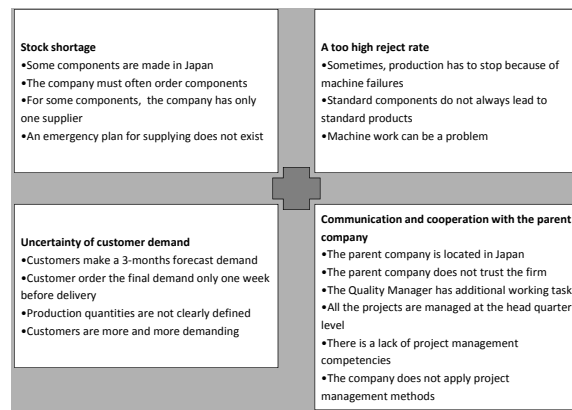 Stock shortage
•Some components are made in Japan
•The company must often order components
•For some components,  the company has only
one supplier
•An emergency plan for supplying does not exist
A too high reject rate
•Sometimes, production has to stop because of
machine failures
•Standard components do not always lead to
standard products
•Machine work can be a problem
Uncertainty of customer demand
•Customers make a 3-months forecast demand
•Customer order the final demand only one week
before delivery
•Production quantities are not clearly defined
•Customers are more and more demanding
Communication and cooperation with the parent
company
•The parent company is located in Japan
•The parent company does not trust the firm
•The Quality Manager has additional working task
•All the projects are managed at the head quarter
level
•There is a lack of project management
competencies
•The company does not apply project
management methods